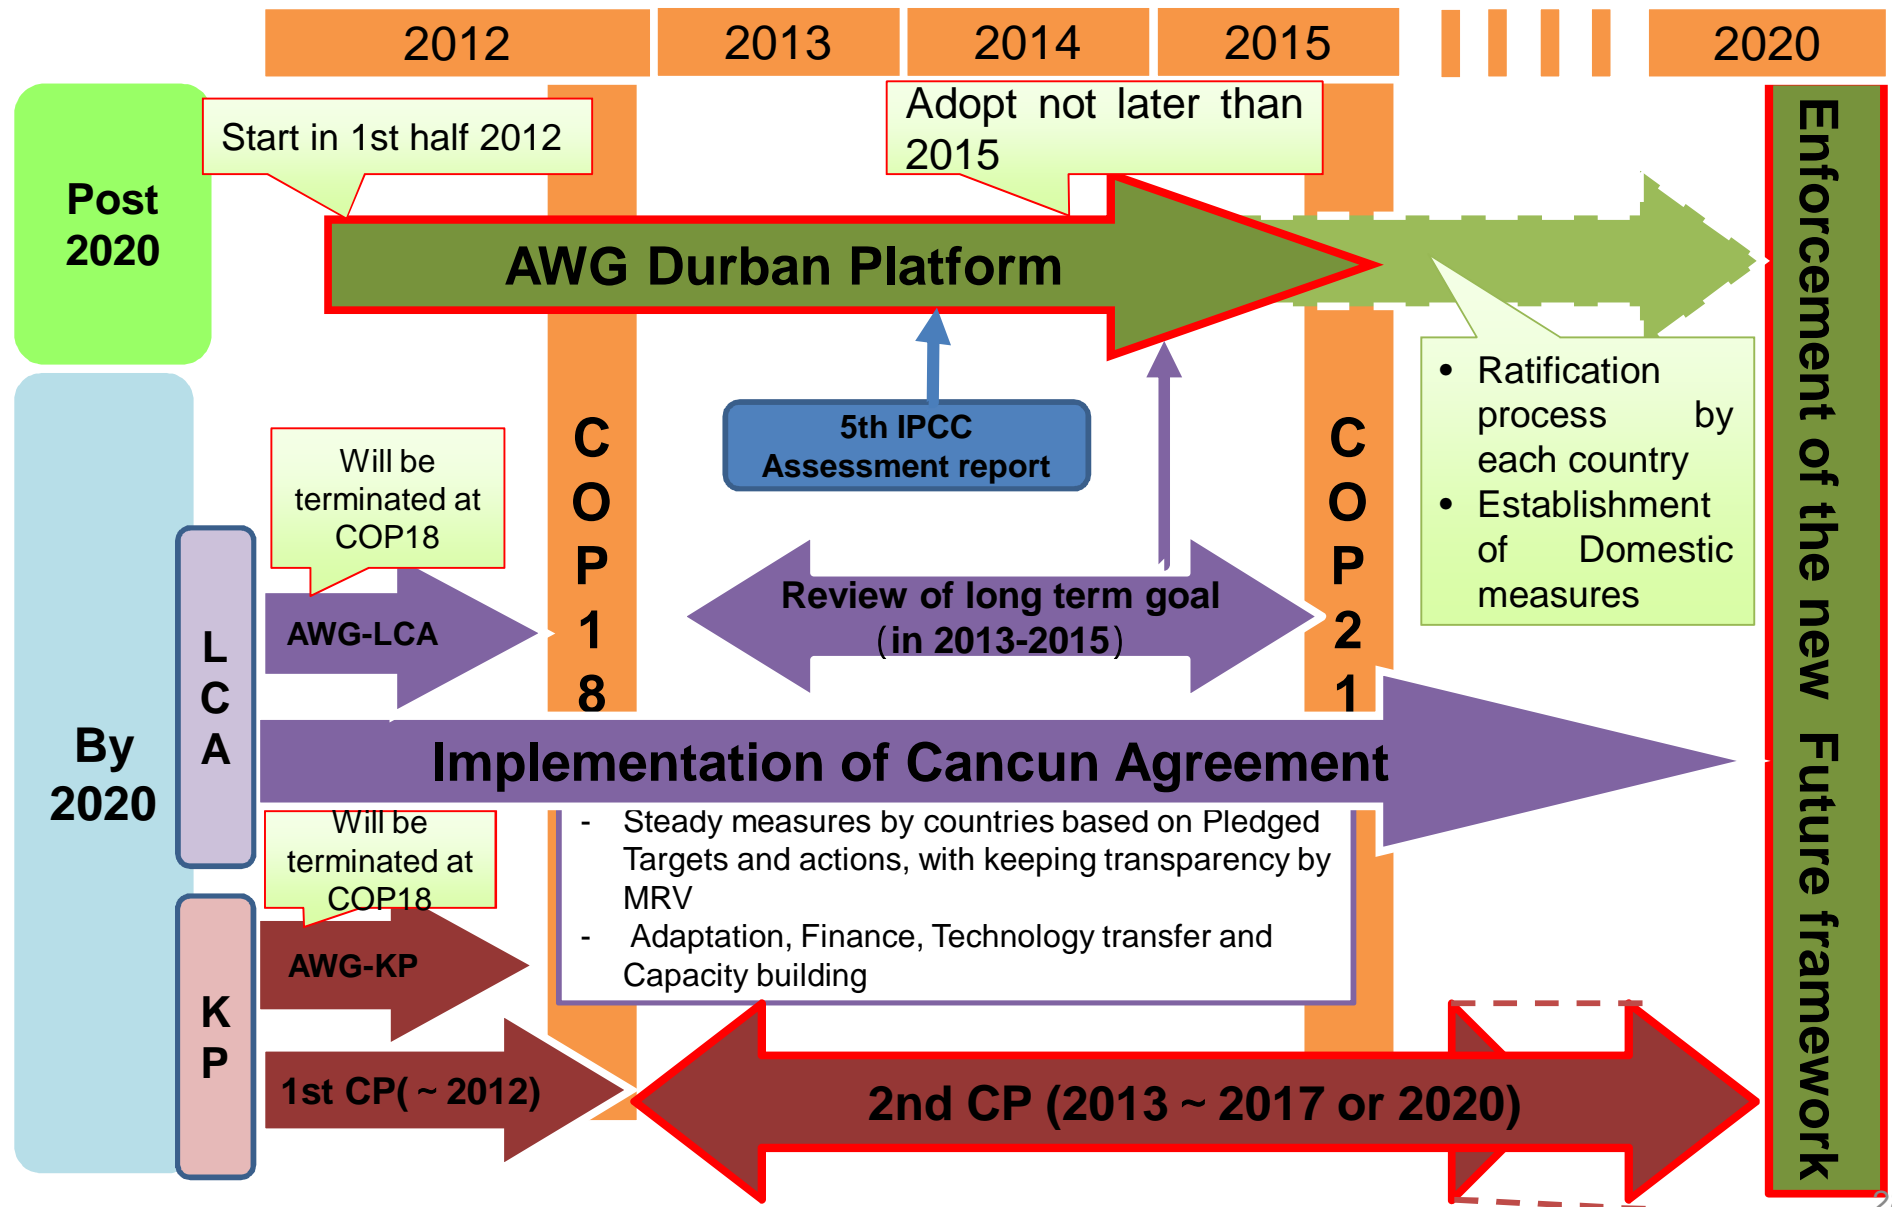 2012
2013
2014
2015
2020
Start in 1st half 2012
Adopt not later than
2015
Post
2020
AWG Durban Platform
5th IPCC
Assessment report
• Ratification
process by
each country
• Establishment
of Domestic
measures
Enforcement of the new Future framework
COP18
COP21
Will be
terminated at
COP18
AWG-LCA
Review of long term goal
(in 2013-2015)
LCA
By
2020
Implementation of Cancun Agreement
- Steady measures by countries based on Pledged
Targets and actions, with keeping transparency by
MRV
- Adaptation, Finance, Technology transfer and
Capacity building
Will be
terminated at
COP18
AWG-KP
KP
1st CP( ~ 2012)
2nd CP (2013 ~ 2017 or 2020)